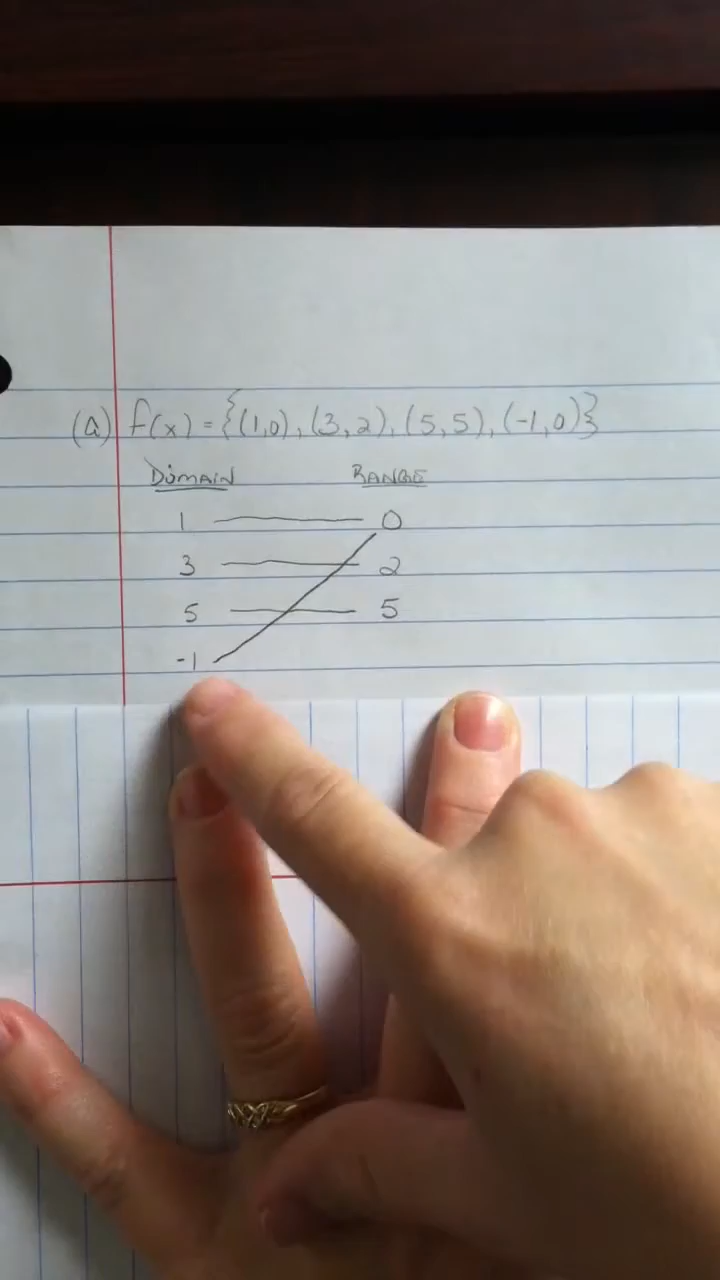 (a) f(x) = {(1,0), (3,2), (5,5), (-1,0)}
DOMAIN RANGE
1 0
3 2
5 5
-1